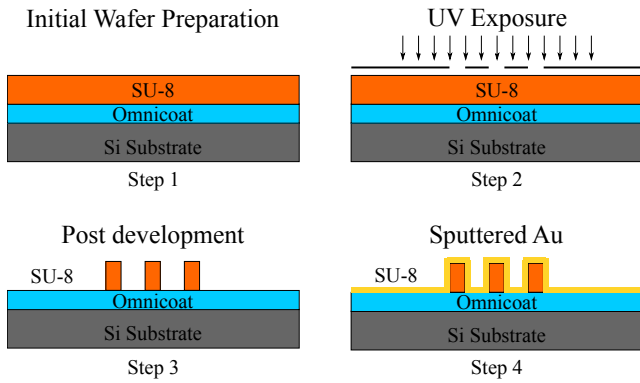 Initial Wafer Preparation
SU-8
Omnicoat
Si Substrate
Step 1
UV Exposure
SU-8
Omnicoat
Si Substrate
Step 2
Post development
SU-8
Omnicoat
Si Substrate
Step 3
Sputtered Au
SU-8
Omnicoat
Si Substrate
Step 4